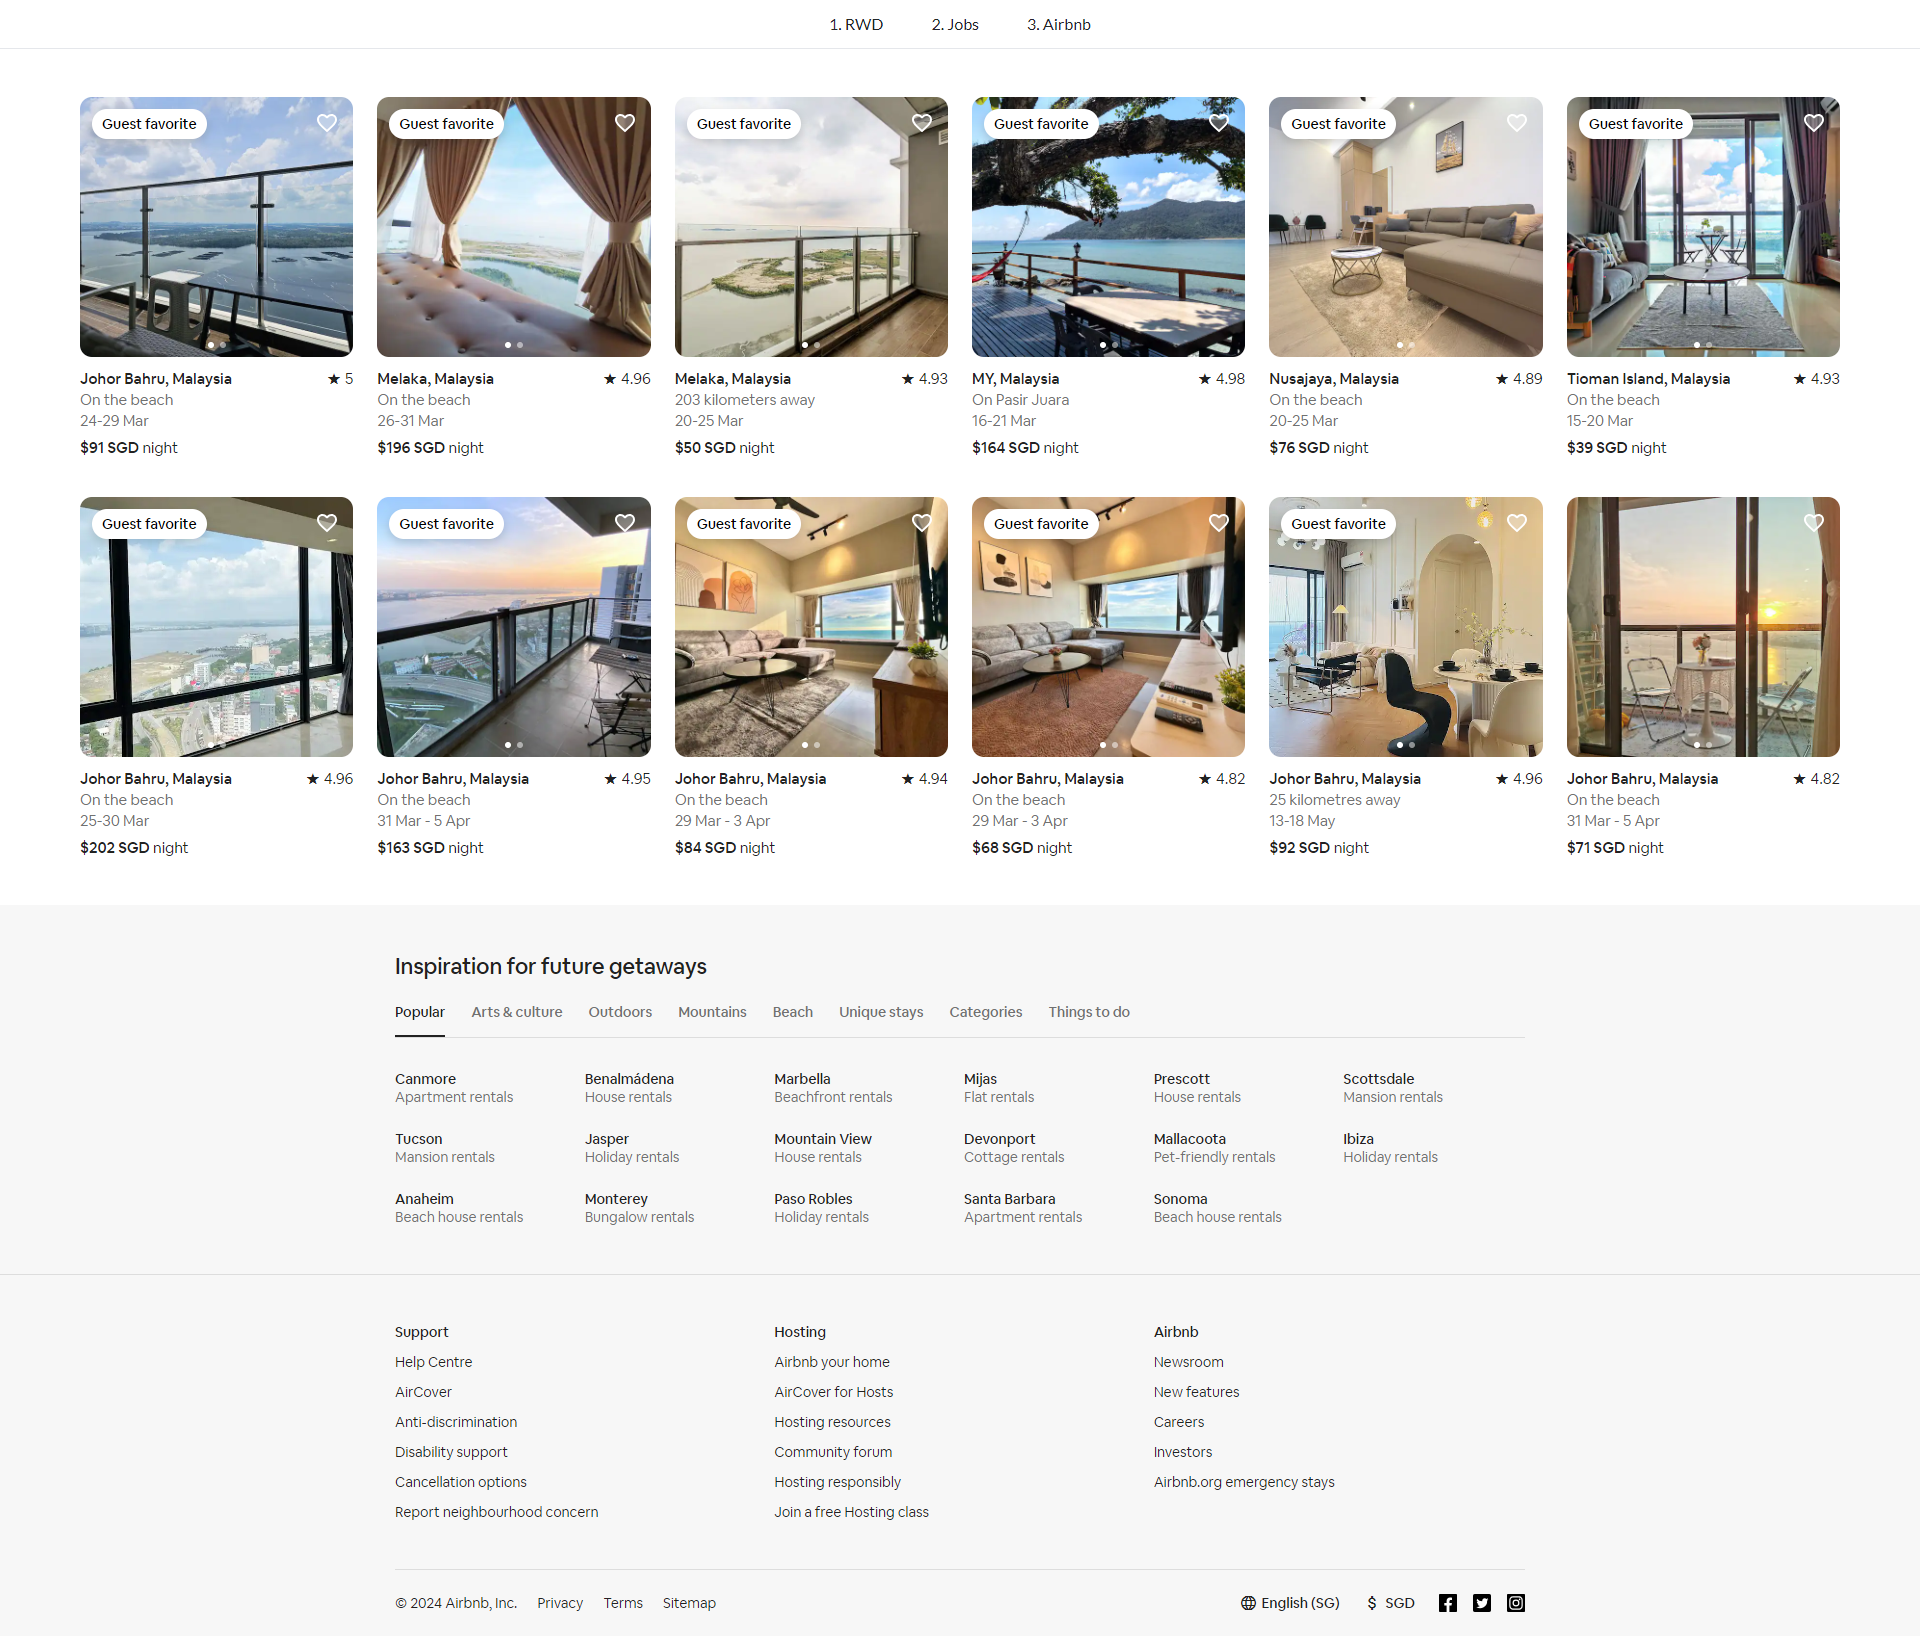 1. RWD 2. Jobs 3. Airbnb
Guest favorite
Johor Bahru, Malaysia ★ 5
On the beach
24-29 Mar
$91 SGD night
Guest favorite
Melaka, Malaysia ★ 4.96
On the beach
26-31 Mar
$196 SGD night
Guest favorite
Melaka, Malaysia ★ 4.93
203 kilometers away
20-25 Mar
$50 SGD night
Guest favorite
MY, Malaysia ★ 4.98
On Pasir Juara
16-21 Mar
$164 SGD night
Guest favorite
Nusajaya, Malaysia ★ 4.89
On the beach
20-25 Mar
$76 SGD night
Guest favorite
Tioman Island, Malaysia ★ 4.93
On the beach
15-20 Mar
$39 SGD night
Guest favorite
Johor Bahru, Malaysia ★ 4.96
On the beach
25-30 Mar
$202 SGD night
Guest favorite
Johor Bahru, Malaysia ★ 4.95
On the beach
31 Mar - 5 Apr
$163 SGD night
Guest favorite
Johor Bahru, Malaysia ★ 4.94
On the beach
29 Mar - 3 Apr
$84 SGD night
Guest favorite
Johor Bahru, Malaysia ★ 4.82
On the beach
29 Mar - 3 Apr
$68 SGD night
Guest favorite
Johor Bahru, Malaysia ★ 4.96
25 kilometres away
13-18 May
$92 SGD night
Johor Bahru, Malaysia ★ 4.82
On the beach
31 Mar - 5 Apr
$71 SGD night
Inspiration for future getaways
Popular Arts & culture Outdoors Mountains Beach Unique stays Categories Things to do
Canmore
Apartment rentals
Benalmádena
House rentals
Marbella
Beachfront rentals
Mijas
Flat rentals
Prescott
House rentals
Scottsdale
Mansion rentals
Tucson
Mansion rentals
Jasper
Holiday rentals
Mountain View
House rentals
Devonport
Cottage rentals
Mallacoota
Pet-friendly rentals
Ibiza
Holiday rentals
Anaheim
Beach house rentals
Monterey
Bungalow rentals
Paso Robles
Holiday rentals
Santa Barbara
Apartment rentals
Sonoma
Beach house rentals
Support
Help Centre
AirCover
Anti-discrimination
Disability support
Cancellation options
Report neighbourhood concern
Hosting
Airbnb your home
AirCover for Hosts
Hosting resources
Community forum
Hosting responsibly
Join a free Hosting class
Airbnb
Newsroom
New features
Careers
Investors
Airbnb.org emergency stays
© 2024 Airbnb, Inc. Privacy Terms Sitemap English (SG) $ SGD